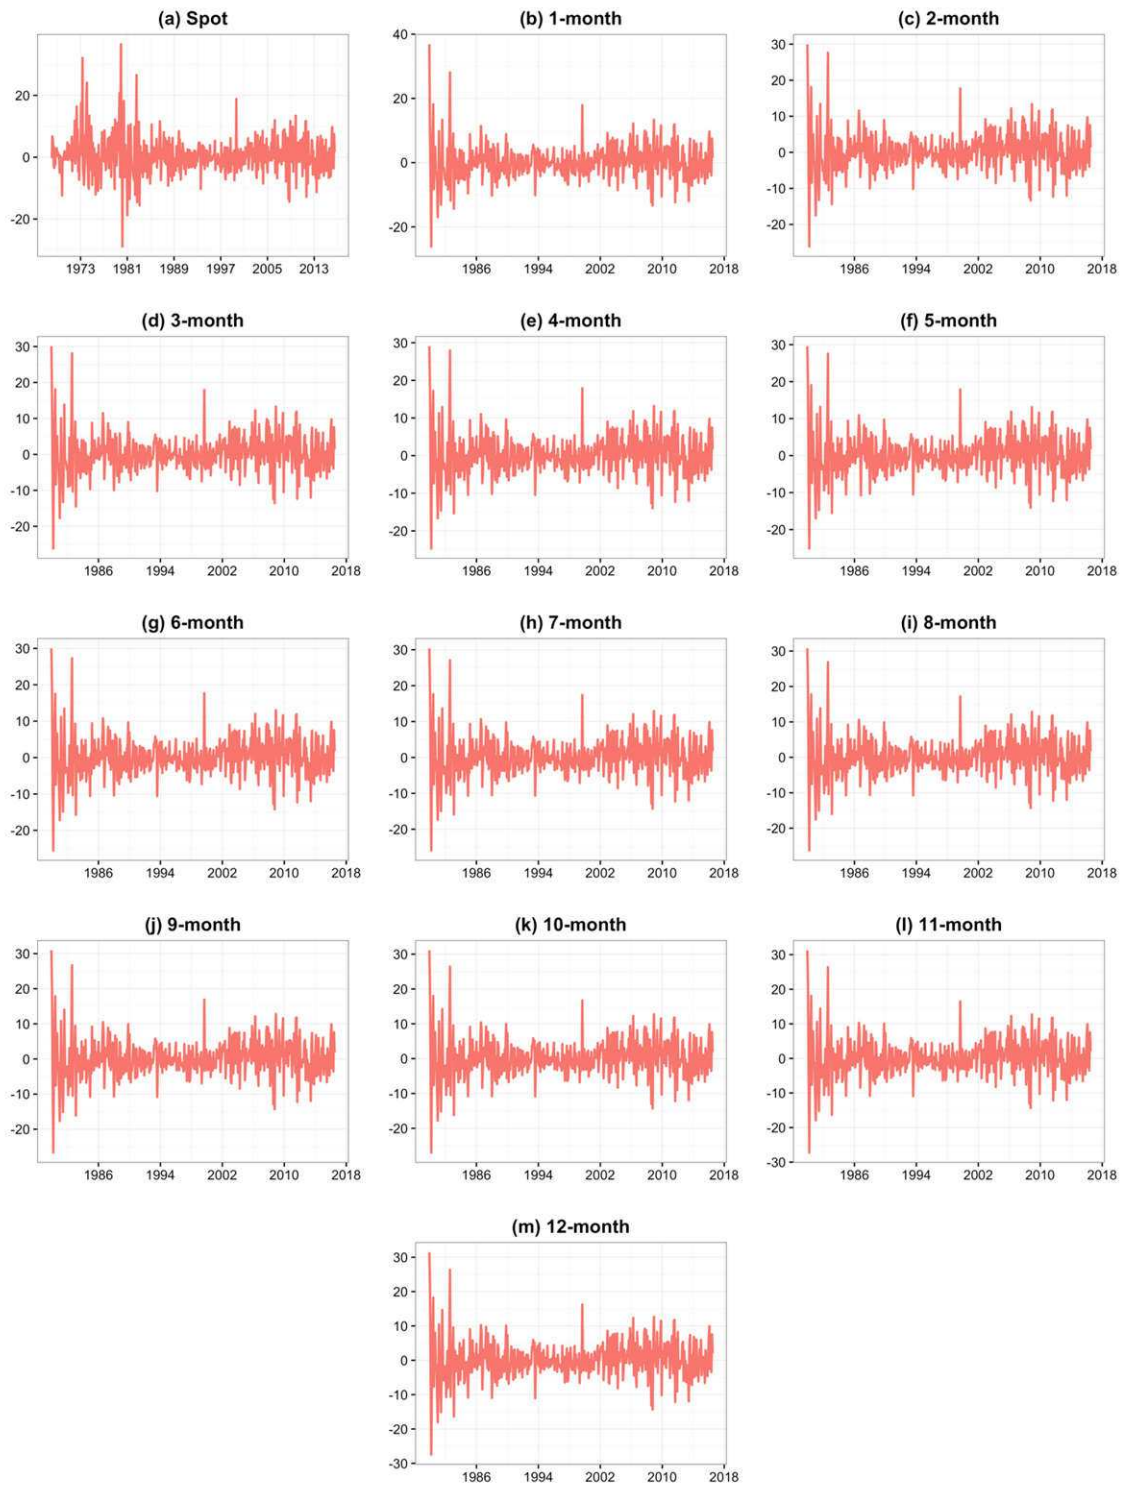 (a) Spot
(b) 1-month
(c) 2-month
20
0
-20
1973 1981 1989 1997 2005 2013
40
20
0
-20
1986 1994 2002 2010 2018
30
20
10
0
-10
-20
1986 1994 2002 2010 2018
(d) 3-month
(e) 4-month
(f) 5-month
30
20
10
0
-10
-20
1986 1994 2002 2010 2018
30
20
10
0
-10
-20
1986 1994 2002 2010 2018
30
20
10
0
-10
-20
1986 1994 2002 2010 2018
(g) 6-month
(h) 7-month
(i) 8-month
30
20
10
0
-10
-20
1986 1994 2002 2010 2018
30
20
10
0
-10
-20
1986 1994 2002 2010 2018
30
20
10
0
-10
-20
1986 1994 2002 2010 2018
(j) 9-month
(k) 10-month
(l) 11-month
30
20
10
0
-10
-20
1986 1994 2002 2010 2018
30
20
10
0
-10
-20
1986 1994 2002 2010 2018
30
20
10
0
-10
-20
-30
1986 1994 2002 2010 2018
(m) 12-month
30
20
10
0
-10
-20
-30
1986 1994 2002 2010 2018